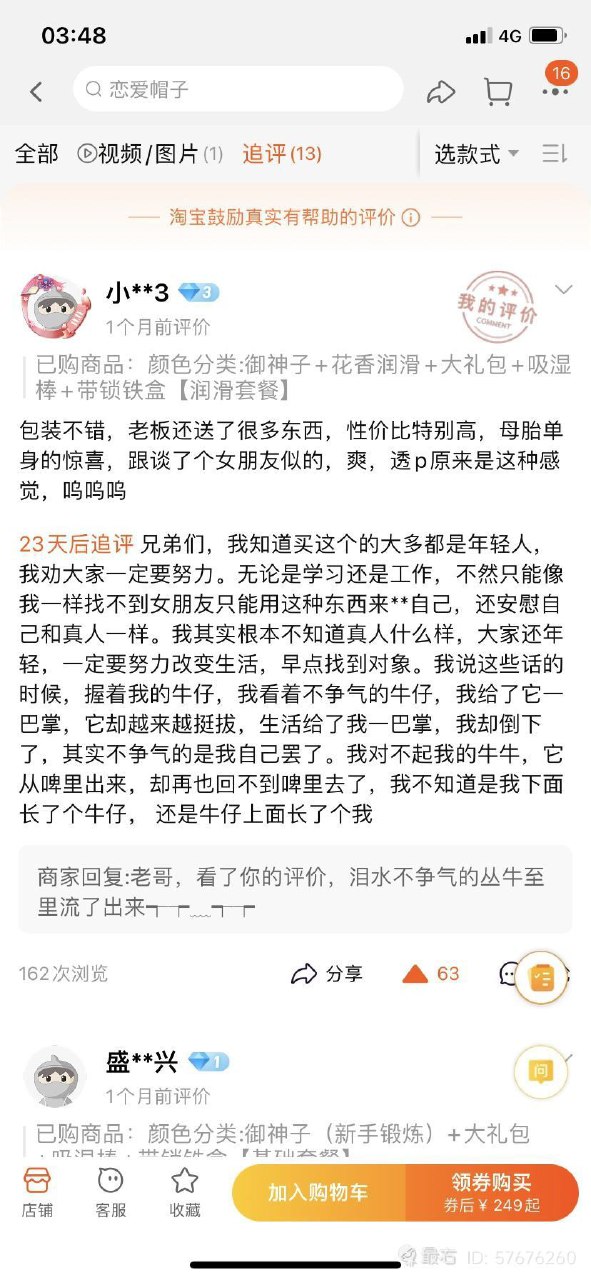 03:48
4G
恋爱帽子
16
全部
视频/图片(1)
追评(13)
选款式
淘宝鼓励真实有帮助的评价
小**3
3
1个月前评价
我的评价
COMMENT
已购商品：颜色分类:御神子+花香润滑+大礼包+吸湿
棒+带锁铁盒【润滑套餐】
包装不错，老板还送了很多东西，性价比特别高，母胎单
身的惊喜，跟谈了个女朋友似的，爽，透p原来是这种感
觉，呜呜呜
23天后追评 兄弟们，我知道买这个的大多都是年轻人，
我劝大家一定要努力。无论是学习还是工作，不然只能像
我一样找不到女朋友只能用这种东西来**自己，还安慰自
己和真人一样。我其实根本不知道真人什么样，大家还年
轻，一定要努力改变生活，早点找到对象。我说这些话的
时候，握着我的牛仔，我看着不争气的牛仔，我给了它一
巴掌，它却越来越挺拔，生活给了我一巴掌，我却倒下
了，其实不争气的是我自己罢了。我对不起我的牛牛，它
从啤里出来，却再也回不到啤里去了，我不知道是我下面
长了个牛仔， 还是牛仔上面长了个我
商家回复:老哥，看了你的评价，泪水不争气的丛牛至
里流了出来┭┮﹏┭┮
162次浏览
分享
63
盛**兴
1
1个月前评价
问
已购商品：颜色分类:御神子（新手锻炼）+大礼包
+吸湿棒+带锁铁盒【基础套餐】
店铺
客服
收藏
加入购物车
领券购买
券后¥249起
最右 ID: 57676260